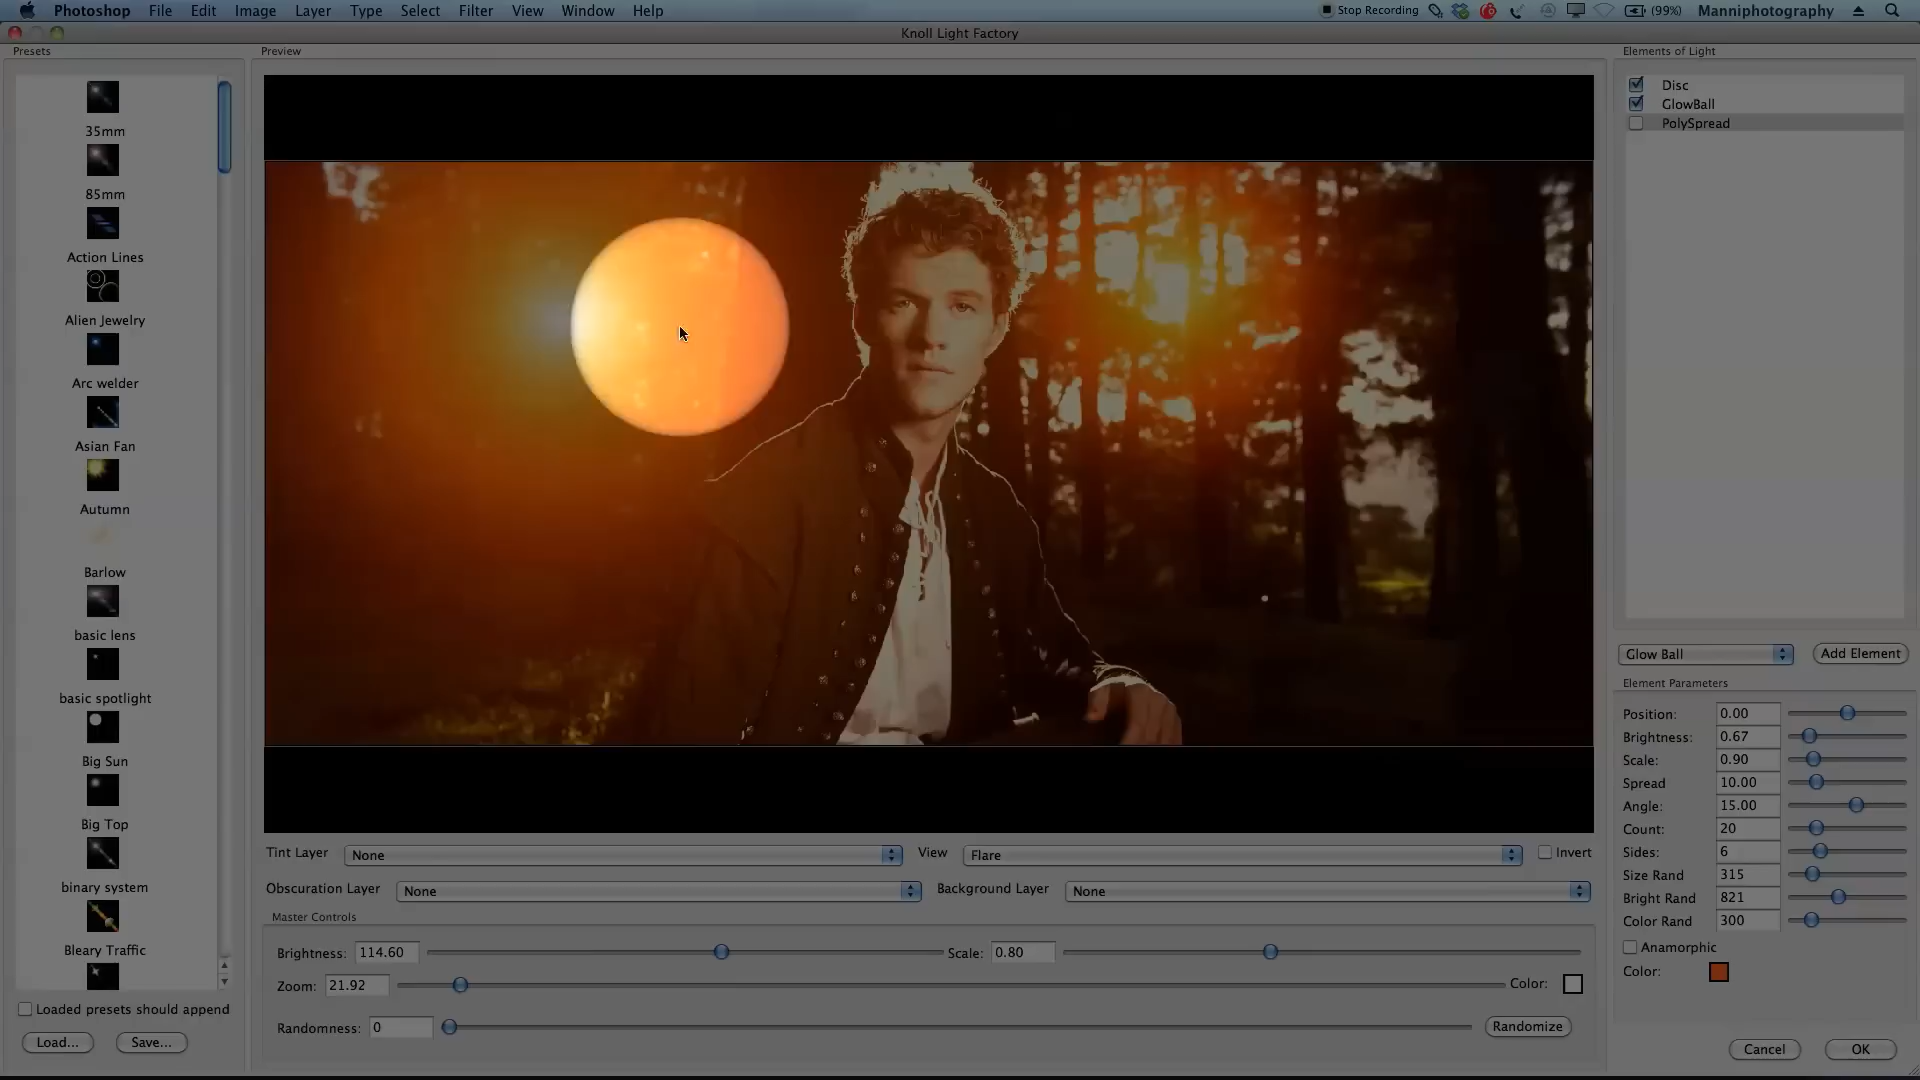 Photoshop File Edit Image Layer Type Select Filter View Window Help Stop Recording (99%) Manniphotography
Knoll Light Factory
Presets
35mm
85mm
Action Lines
Alien Jewelry
Arc welder
Asian Fan
Autumn
Barlow
basic lens
basic spotlight
Big Sun
Big Top
binary system
Bleary Traffic
Loaded presets should append
Load... Save...
Preview
Tint Layer None View Flare Invert
Obscuration Layer None Background Layer None
Master Controls
Brightness: 114.60 Scale: 0.80
Zoom: 21.92 Color:
Randomness: 0 Randomize
Elements of Light
Disc
GlowBall
PolySpread
Glow Ball Add Element
Element Parameters
Position: 0.00
Brightness: 0.67
Scale: 0.90
Spread 10.00
Angle: 15.00
Count: 20
Sides: 6
Size Rand 315
Bright Rand 821
Color Rand 300
Anamorphic
Color:
Cancel OK